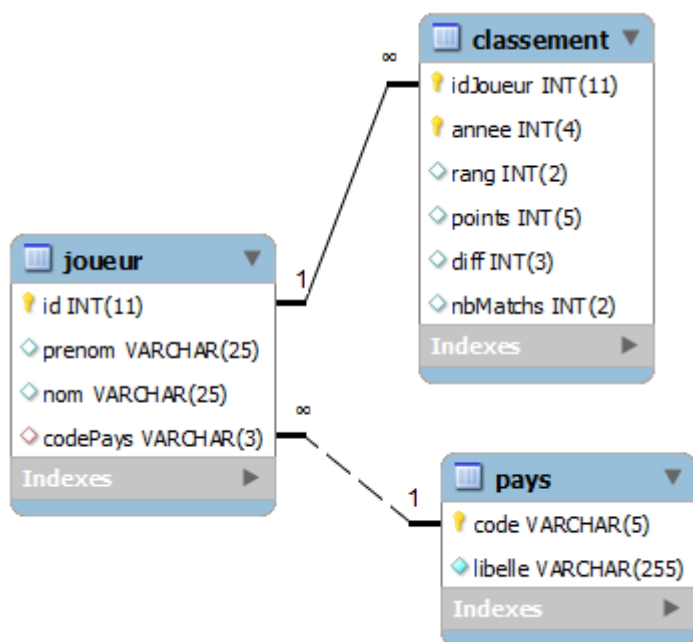 classement
idJoueur INT(11)
annee INT(4)
rang INT(2)
points INT(5)
diff INT(3)
nbMatchs INT(2)
Indexes
∞
1
joueur
id INT(11)
prenom VARCHAR(25)
nom VARCHAR(25)
codePays VARCHAR(3)
Indexes
∞
1
pays
code VARCHAR(5)
libelle VARCHAR(255)
Indexes